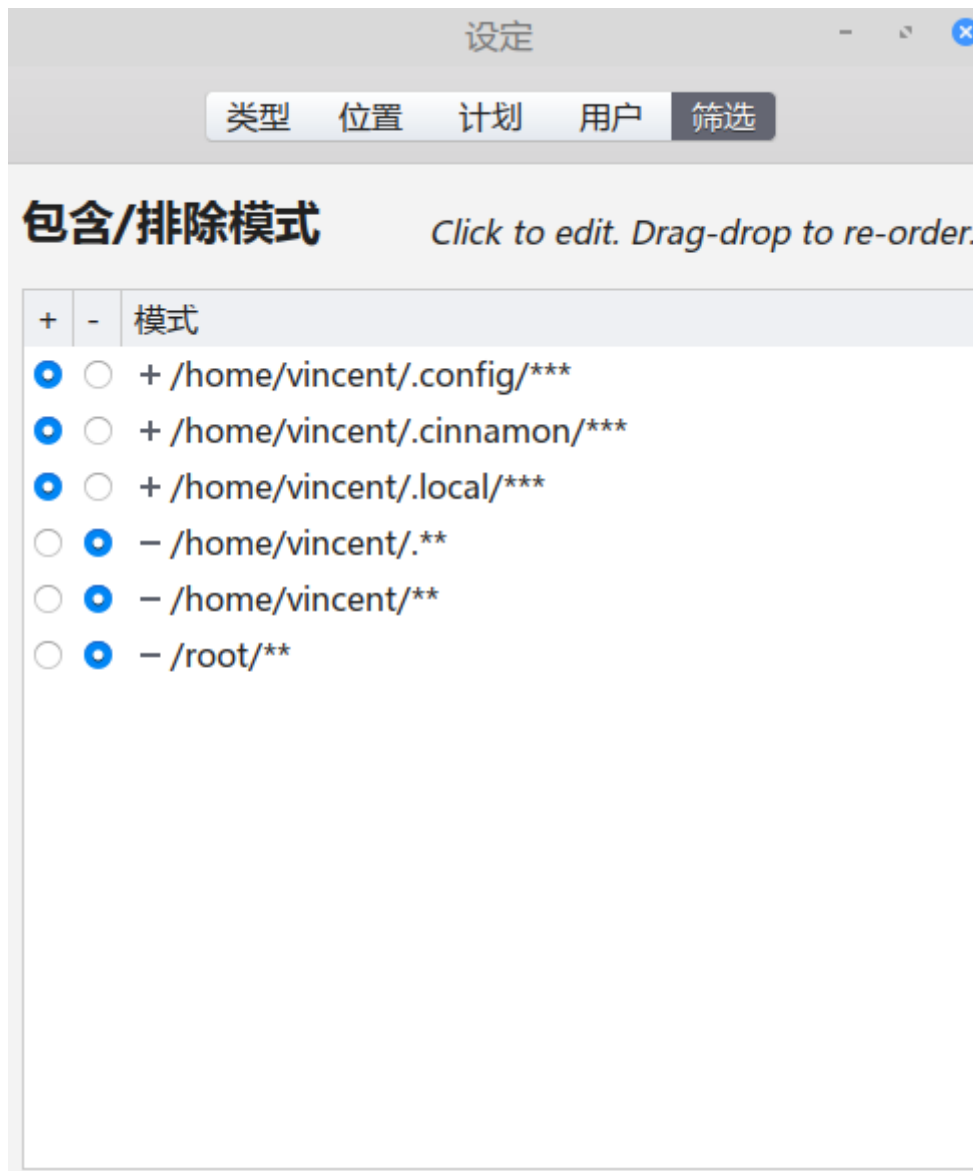 设定
类型 位置 计划 用户 筛选
包含/排除模式 Click to edit. Drag-drop to re-order.
+ - 模式
+ /home/vincent/.config/***
+ /home/vincent/.cinnamon/***
+ /home/vincent/.local/***
− /home/vincent/.**
− /home/vincent/**
− /root/**